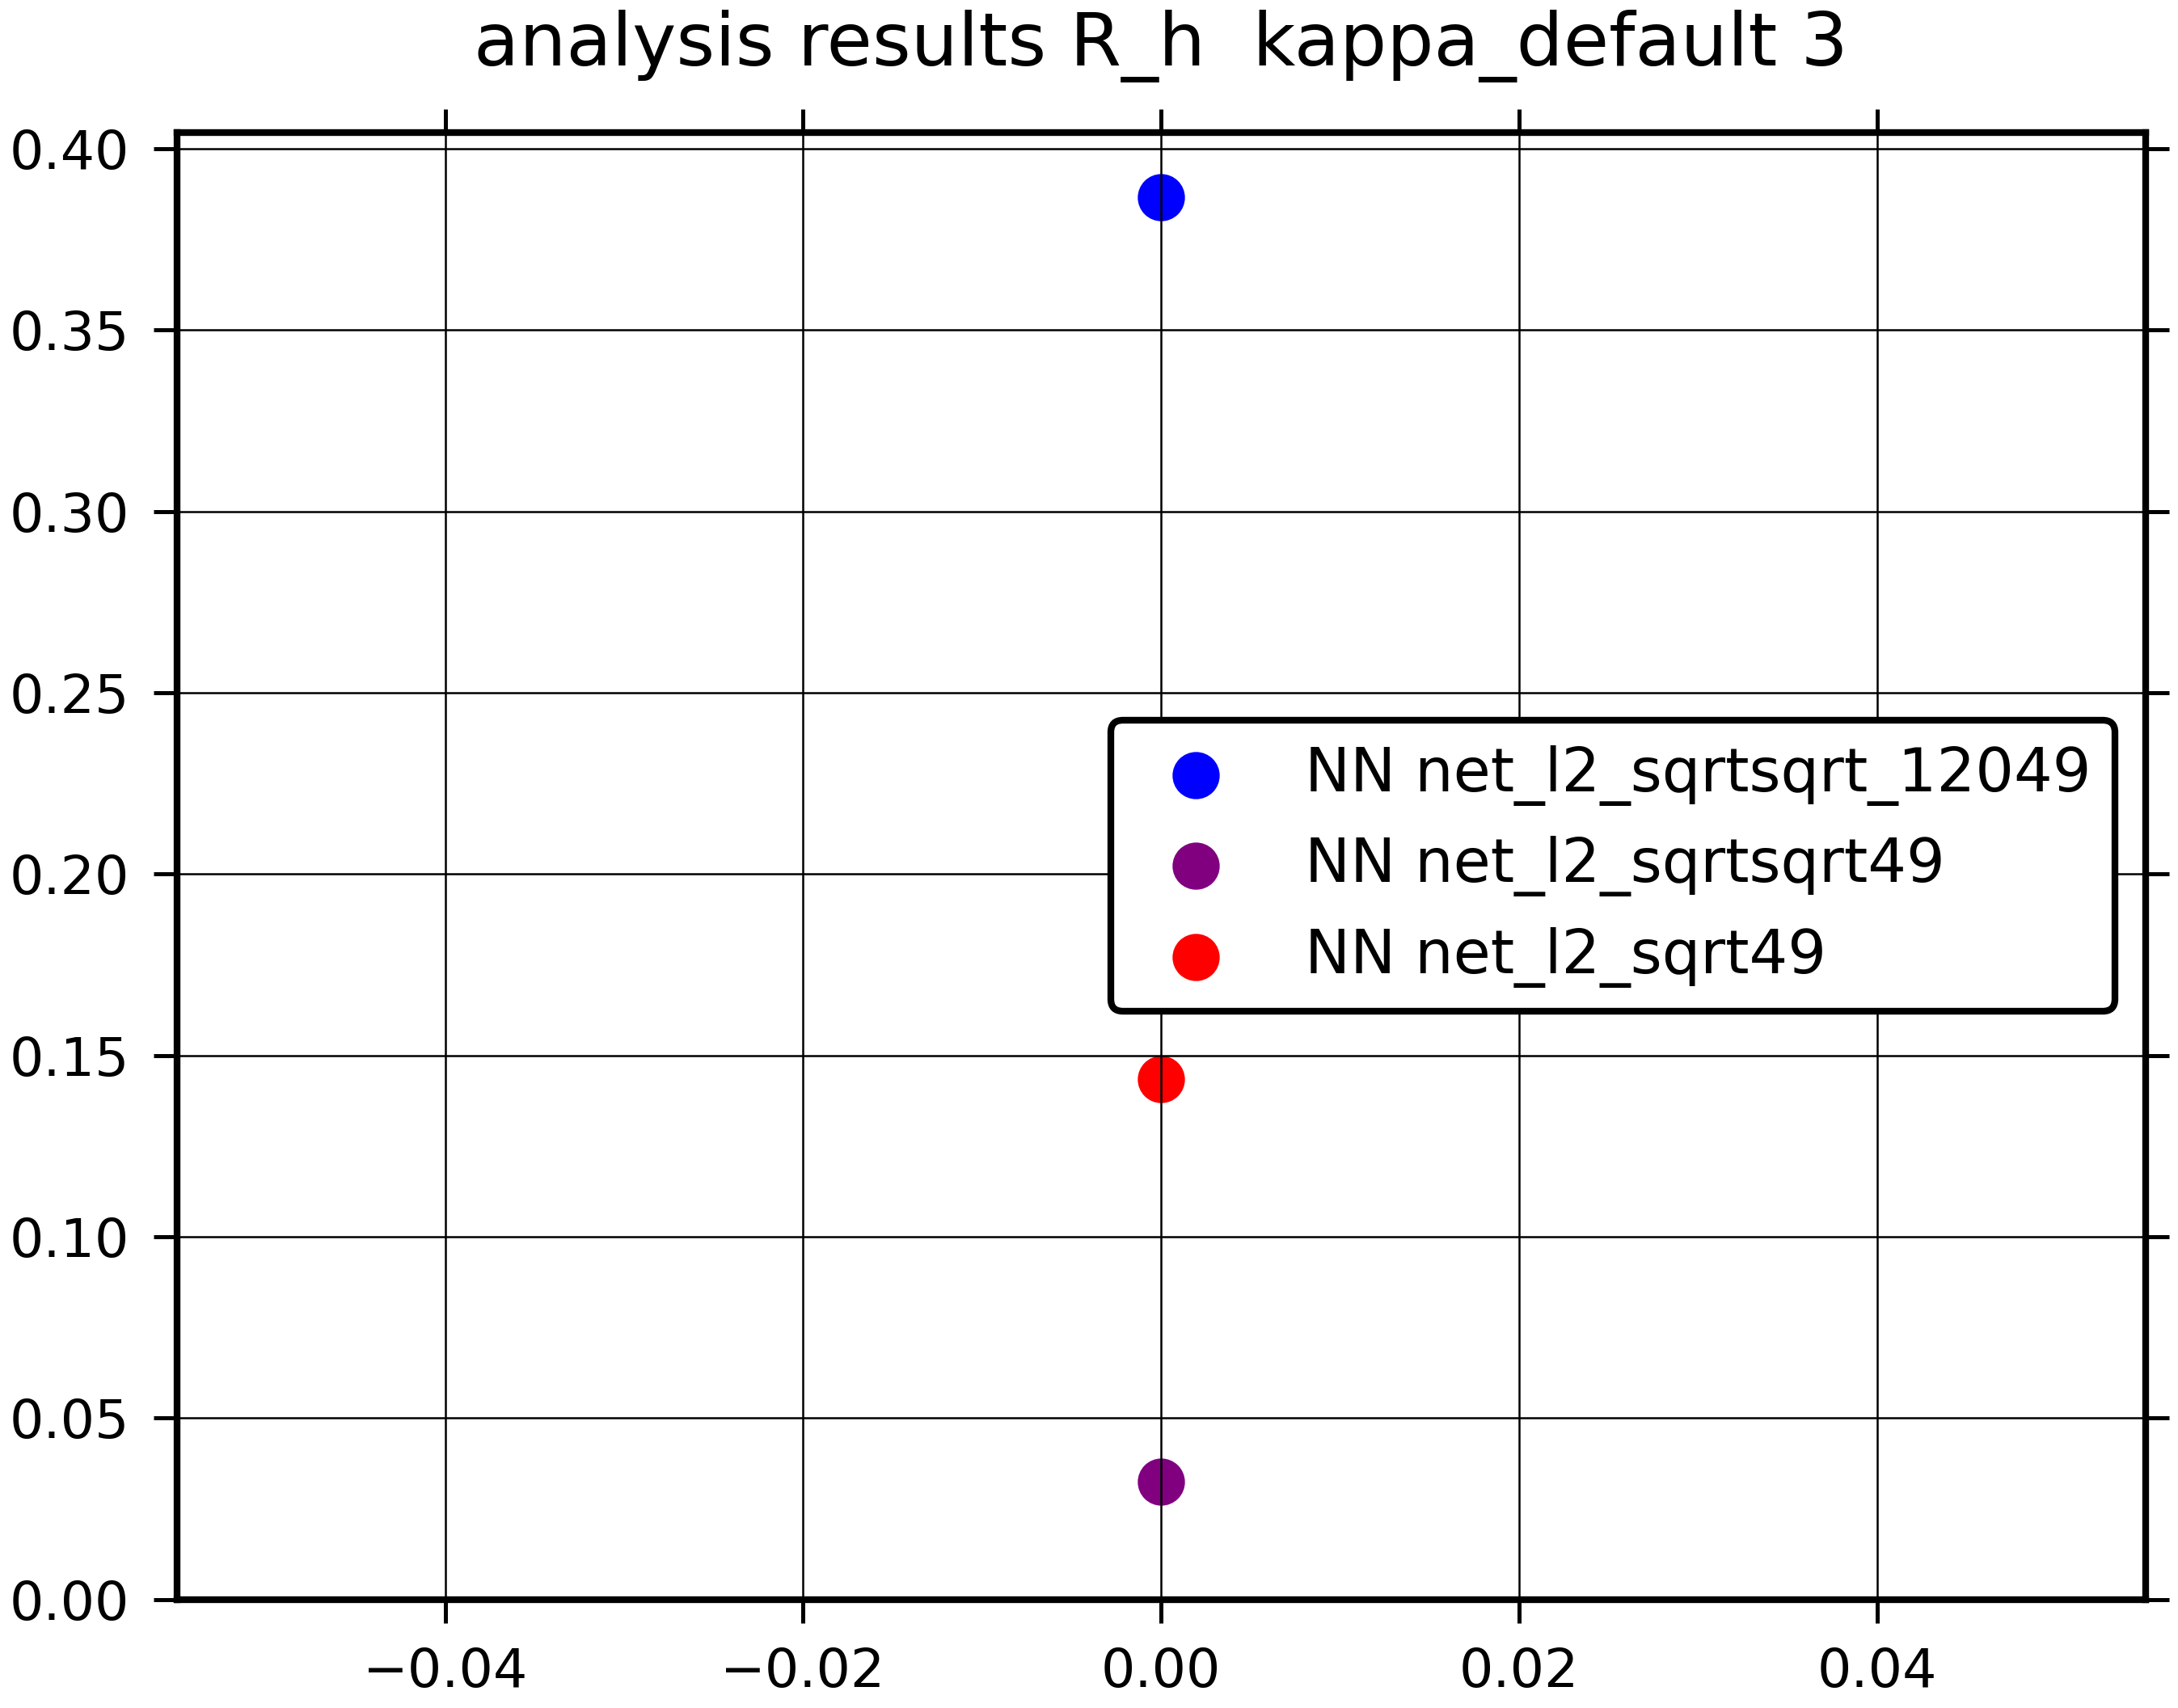 analysis results R_h  kappa_default 3
0.40
0.35
0.30
0.25
0.20
0.15
0.10
0.05
0.00
NN net_l2_sqrtsqrt_12049
NN net_l2_sqrtsqrt49
NN net_l2_sqrt49
−0.04 −0.02 0.00 0.02 0.04